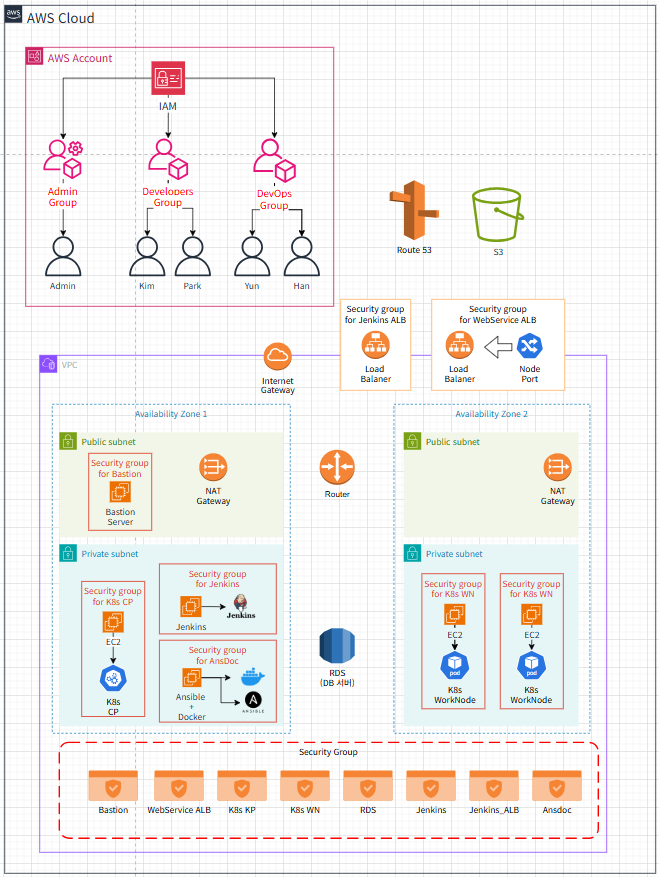 aws
AWS Cloud
AWS Account
IAM
Admin
Group
Developers
Group
DevOps
Group
Admin
Kim
Park
Yun
Han
Route 53
S3
Security group
for Jenkins ALB
Load
Balaner
Security group
for WebService ALB
Load
Balaner
Node
Port
VPC
Internet
Gateway
Availability Zone 1
Public subnet
Security group
for Bastion
Bastion
Server
NAT
Gateway
Router
Availability Zone 2
Public subnet
NAT
Gateway
Private subnet
Security group
for K8s CP
EC2
K8s
CP
Security group
for Jenkins
Jenkins
Jenkins
Security group
for AnsDoc
Ansible
+
Docker
ANSIBLE
RDS
(DB 서버)
Private subnet
Security group
for K8s WN
EC2
pod
K8s
WorkNode
Security group
for K8s WN
EC2
pod
K8s
WorkNode
Security Group
Bastion
WebService ALB
K8s KP
K8s WN
RDS
Jenkins
Jenkins_ALB
Ansdoc